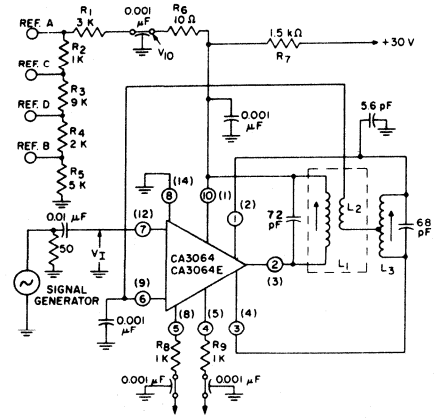 REF. A
R1
3 K
0.001
μF
R6
10 Ω
V10
1.5 kΩ
R7
+30 V
R2
1K
REF. C
R3
9 K
REF. D
R4
2 K
REF. B
R5
5 K
0.001
μF
5.6 pF
(14)
8
10
(1)
(2)
1
72
pF
L2
68
pF
L1
L3
0.01 μF
(12)
7
50
VI
CA3064
CA3064E
2
(3)
SIGNAL
GENERATOR
(9)
6
0.001
μF
(8)
5
(5)
4
(4)
3
R8
1 K
R9
1 K
0.001 μF
0.001 μF